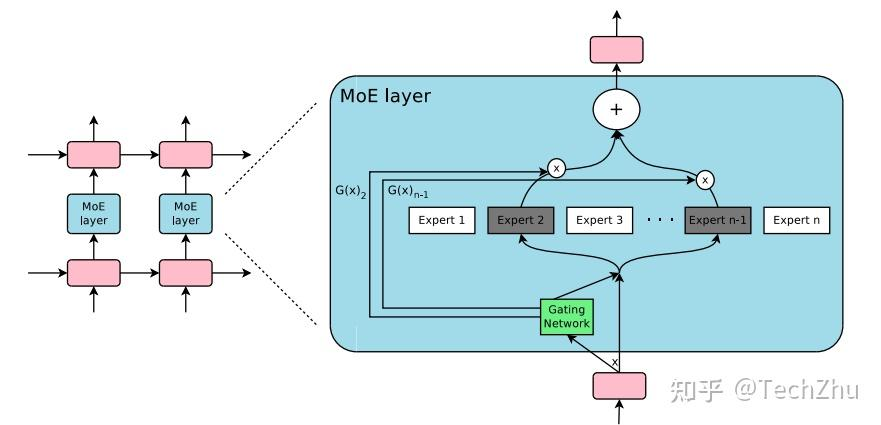 MoE layer
MoE
layer
MoE
layer
G(x)2
G(x)n-1
x
x
+
Expert 1
Expert 2
Expert 3
. . .
Expert n-1
Expert n
Gating
Network
x
知乎 @TechZhu